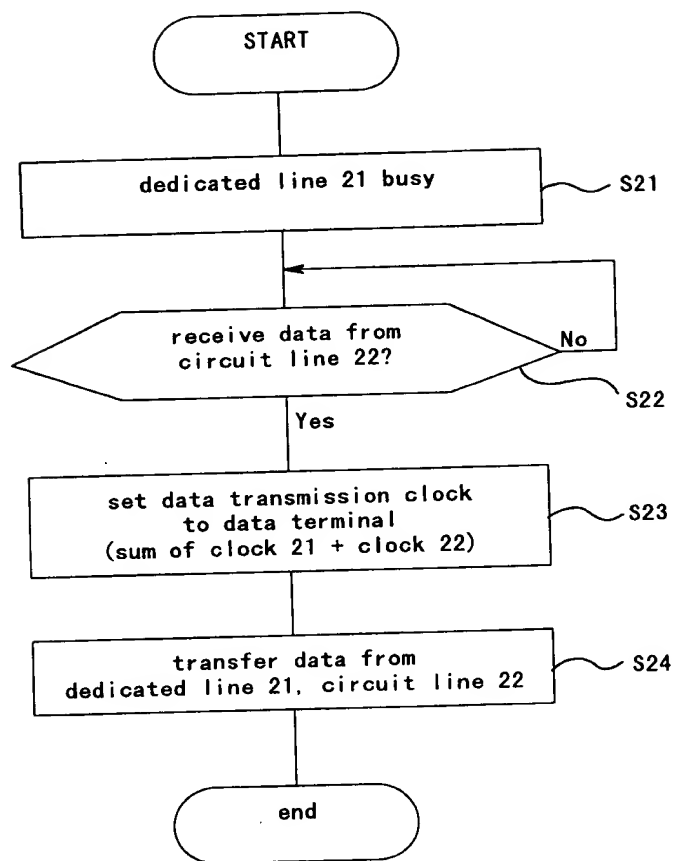 START
dedicated line 21 busy
S21
receive data from
circuit line 22?
No
S22
Yes
set data transmission clock
to data terminal
(sum of clock 21 + clock 22)
S23
transfer data from
dedicated line 21, circuit line 22
S24
end